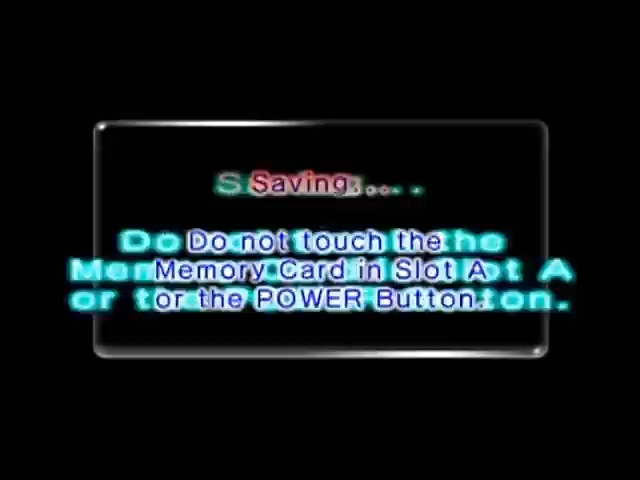 Saving...
Do not touch the
Memory Card in Slot A
or the POWER Button.